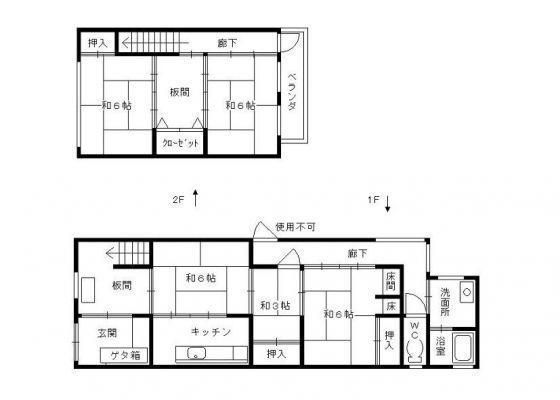 押入
廊下
ベランダ
板間
和６帖
和６帖
ｸﾛｰｾﾞｯﾄ
2F
1F
使用不可
廊下
板間
和６帖
和３帖
和６帖
床間
床
洗面所
玄関
ゲタ箱
キッチン
押入
押入
WC
浴室